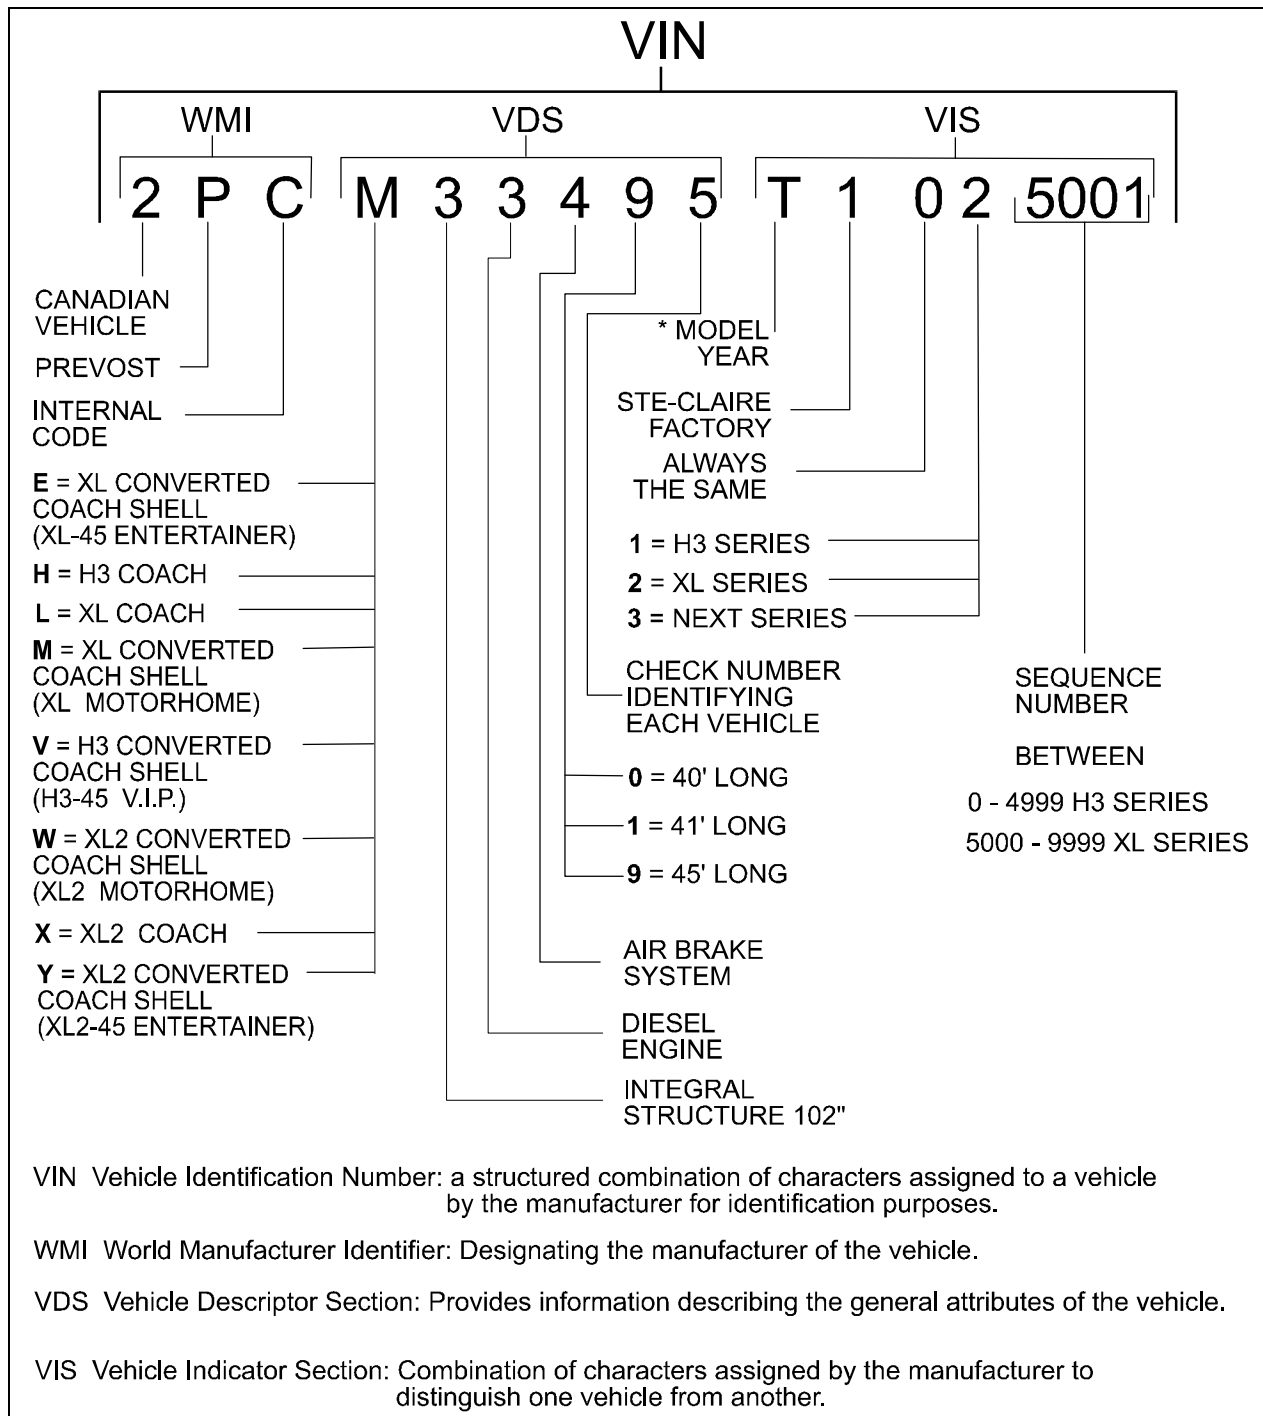 VIN
WMI VDS VIS
2 P C M 3 3 4 9 5 T 1 0 2 5001
CANADIAN
VEHICLE
PREVOST
INTERNAL
CODE
E = XL CONVERTED
COACH SHELL
(XL-45 ENTERTAINER)
H = H3 COACH
L = XL COACH
M = XL CONVERTED
COACH SHELL
(XL MOTORHOME)
V = H3 CONVERTED
COACH SHELL
(H3-45 V.I.P.)
W = XL2 CONVERTED
COACH SHELL
(XL2 MOTORHOME)
X = XL2 COACH
Y = XL2 CONVERTED
COACH SHELL
(XL2-45 ENTERTAINER)
* MODEL
YEAR
STE-CLAIRE
FACTORY
ALWAYS
THE SAME
1 = H3 SERIES
2 = XL SERIES
3 = NEXT SERIES
CHECK NUMBER
IDENTIFYING
EACH VEHICLE
0 = 40' LONG
1 = 41' LONG
9 = 45' LONG
AIR BRAKE
SYSTEM
DIESEL
ENGINE
INTEGRAL
STRUCTURE 102"
SEQUENCE
NUMBER
BETWEEN
0 - 4999 H3 SERIES
5000 - 9999 XL SERIES
VIN Vehicle Identification Number: a structured combination of characters assigned to a vehicle
by the manufacturer for identification purposes.
WMI World Manufacturer Identifier: Designating the manufacturer of the vehicle.
VDS Vehicle Descriptor Section: Provides information describing the general attributes of the vehicle.
VIS Vehicle Indicator Section: Combination of characters assigned by the manufacturer to
distinguish one vehicle from another.